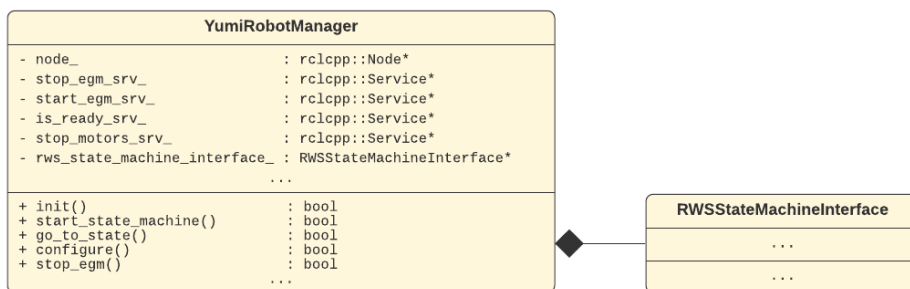 YumiRobotManager
- node_ : rclcpp::Node*
- stop_egm_srv_ : rclcpp::Service*
- start_egm_srv_ : rclcpp::Service*
- is_ready_srv_ : rclcpp::Service*
- stop_motors_srv_ : rclcpp::Service*
- rws_state_machine_interface_ : RWSStateMachineInterface*
...
+ init() : bool
+ start_state_machine() : bool
+ go_to_state() : bool
+ configure() : bool
+ stop_egm() : bool
...
RWSStateMachineInterface
...
...